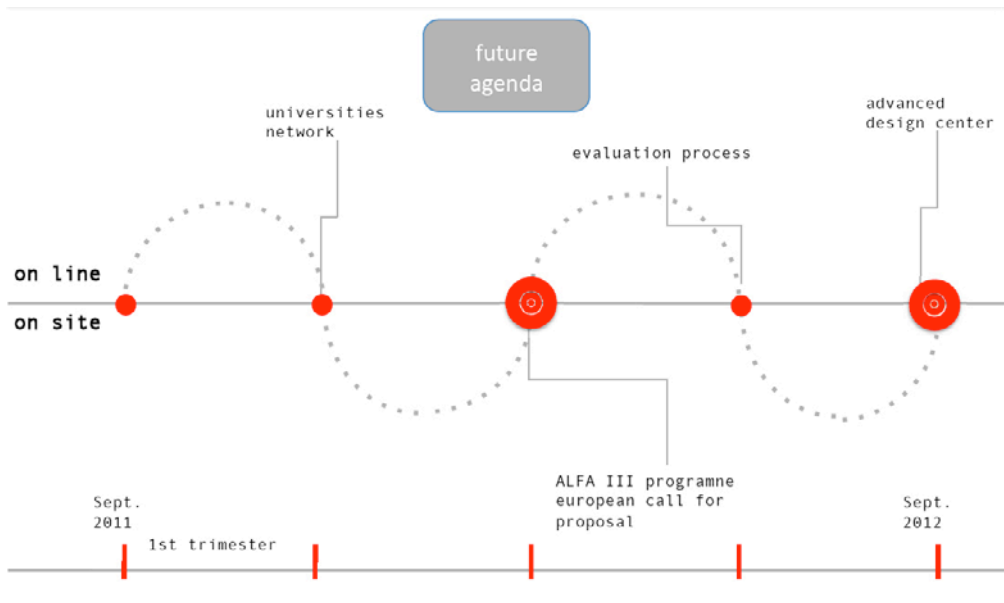 future
agenda
universities
network
advanced
design center
evaluation process
on line
on site
ALFA III programne
european call for
proposal
Sept.
2011
1st trimester
Sept.
2012